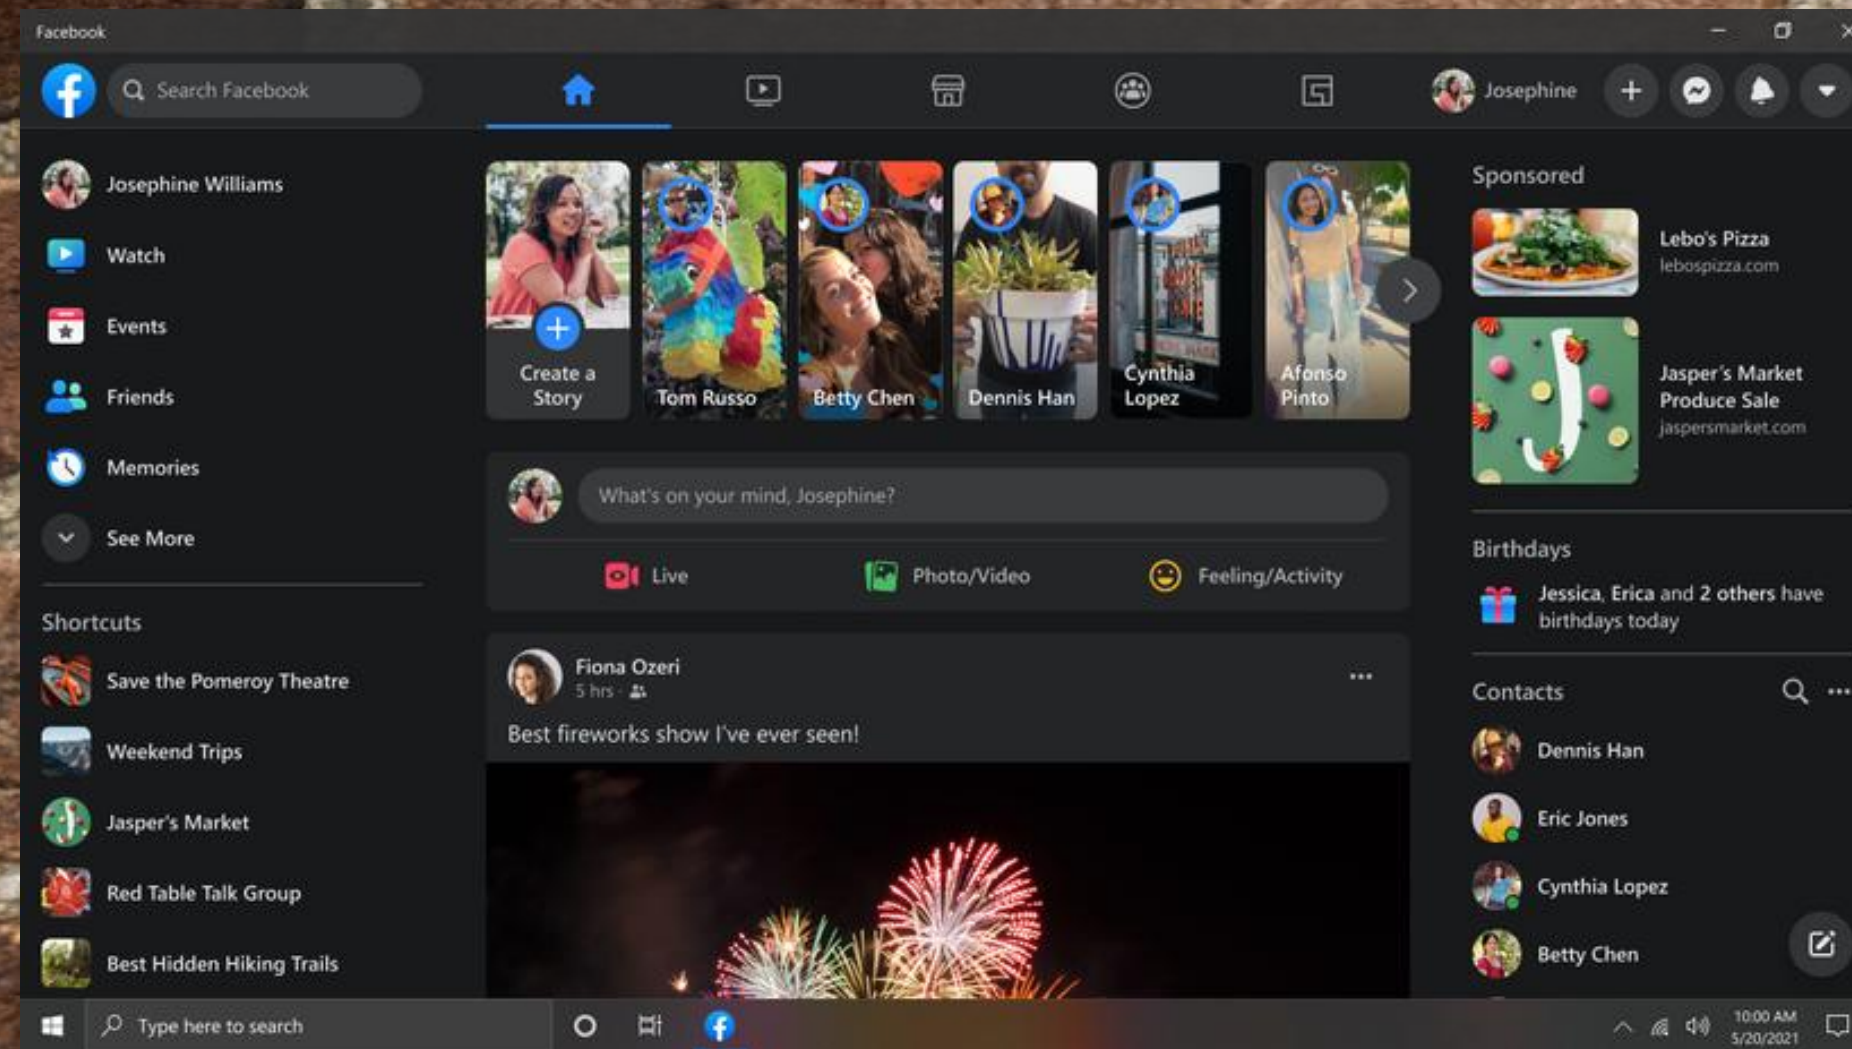 Facebook
Search Facebook
Josephine
Josephine Williams
Watch
Events
Friends
Memories
See More
Shortcuts
Save the Pomeroy Theatre
Weekend Trips
Jasper's Market
Red Table Talk Group
Best Hidden Hiking Trails
Create a
Story
Tom Russo
Betty Chen
Dennis Han
Cynthia
Lopez
Afonso
Pinto
What's on your mind, Josephine?
Live
Photo/Video
Feeling/Activity
Fiona Ozeri
5 hrs ·
Best fireworks show I've ever seen!
Sponsored
Lebo's Pizza
lebospizza.com
J
Jasper's Market
Produce Sale
jaspersmarket.com
Birthdays
Jessica, Erica and 2 others have
birthdays today
Contacts
Dennis Han
Eric Jones
Cynthia Lopez
Betty Chen
Type here to search
10:00 AM
5/20/2021